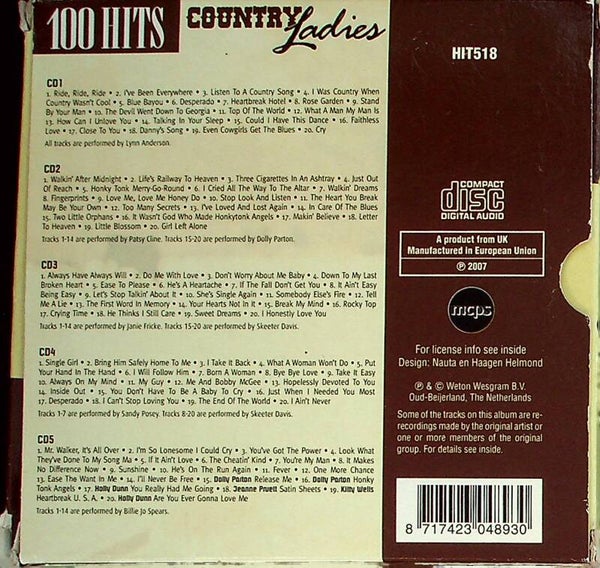 100 HITS
COUNTRY
Ladies
HIT518
CD1
1. Ride, Ride, Ride • 2. I've Been Everywhere • 3. Listen To A Country Song • 4. I Was Country When
Country Wasn't Cool • 5. Blue Bayou • 6. Desperado • 7. Heartbreak Hotel • 8. Rose Garden • 9. Stand
By Your Man • 10. The Devil Went Down To Georgia • 11. Top Of The World • 12. What A Man My Man Is
13. How Can I Unlove You • 14. Talking In Your Sleep • 15. Could I Have This Dance • 16. Faithless
Love • 17. Close To You • 18. Danny's Song • 19. Even Cowgirls Get The Blues • 20. Cry
All tracks are performed by Lynn Anderson.
CD2
1. Walkin' After Midnight • 2. Life's Railway To Heaven • 3. Three Cigarettes In An Ashtray • 4. Just Out
Of Reach • 5. Honky Tonk Merry-Go-Round • 6. I Cried All The Way To The Altar • 7. Walkin' Dreams
8. Fingerprints • 9. Love Me, Love Me Honey Do • 10. Stop Look And Listen • 11. The Heart You Break
May Be Your Own • 12. Too Many Secrets • 13. I've Loved And Lost Again • 14. In Care Of The Blues
15. Two Little Orphans • 16. It Wasn't God Who Made Honkytonk Angels • 17. Makin' Believe • 18. Letter
To Heaven • 19. Little Blossom • 20. Girl Left Alone
Tracks 1-14 are performed by Patsy Cline. Tracks 15-20 are performed by Dolly Parton.
CD3
1. Always Have Always Will • 2. Do Me With Love • 3. Don't Worry About Me Baby • 4. Down To My Last
Broken Heart • 5. Ease To Please • 6. He's A Heartache • 7. If The Fall Don't Get You • 8. It Ain't Easy
Being Easy • 9. Let's Stop Talkin' About It • 10. She's Single Again • 11. Somebody Else's Fire • 12. Tell
Me A Lie • 13. The First Word In Memory • 14. Your Hearts Not In It • 15. Break My Mind • 16. Rocky Top
17. Crying Time • 18. He Thinks I Still Care • 19. Sweet Dreams • 20. I Honestly Love You
Tracks 1-14 are performed by Janie Fricke. Tracks 15-20 are performed by Skeeter Davis.
CD4
1. Single Girl • 2. Bring Him Safely Home To Me • 3. I Take It Back • 4. What A Woman Won't Do • 5. Put
Your Hand In The Hand • 6. I Will Follow Him • 7. Born A Woman • 8. Bye Bye Love • 9. Take It Easy
10. Always On My Mind • 11. My Guy • 12. Me And Bobby McGee • 13. Hopelessly Devoted To You
14. Inside Out • 15. You Don't Have To Be A Baby To Cry • 16. Just When I Needed You Most
17. Desperado • 18. I Can't Stop Loving You • 19. The End Of The World • 20. I Ain't Never
Tracks 1-7 are performed by Sandy Posey. Tracks 8-20 are performed by Skeeter Davis.
CD5
1. Mr. Walker, It's All Over • 2. I'm So Lonesome I Could Cry • 3. You've Got The Power • 4. Look What
They've Done To My Song Ma • 5. If It Ain't Love • 6. The Cheatin' Kind • 7. You're My Man • 8. It Makes
No Difference Now • 9. Sunshine • 10. He's On The Run Again • 11. Fever • 12. One More Chance
13. Ease The Want In Me • 14. I'll Never Be Free • 15. Dolly Parton Release Me • 16. Dolly Parton Honky
Tonk Angels • 17. Holly Dunn You Really Had Me Going • 18. Jeanne Pruett Satin Sheets • 19. Kitty Wells
Heartbreak U. S. A. • 20. Holly Dunn Are You Ever Gonna Love Me
Tracks 1-14 are performed by Billie Jo Spears.
COMPACT
disc
DIGITAL AUDIO
A product from UK
Manufactured in European Union
℗ 2007
mcps
For license info see inside
Design: Nauta en Haagen Helmond
℗ & © Weton Wesgram B.V.
Oud-Beijerland, The Netherlands
Some of the tracks on this album are re-
recordings made by the original artist or
one or more members of the original
group. For details see inside.
8 717423 048930